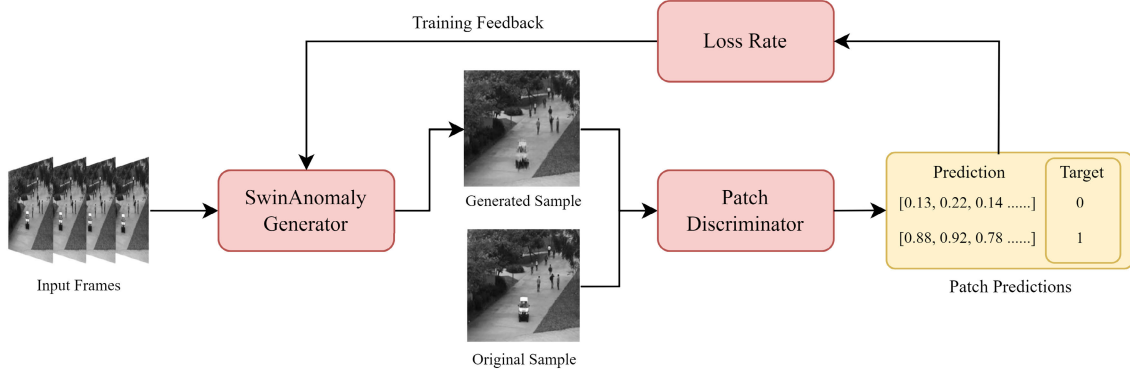 Training Feedback
Loss Rate
SwinAnomaly
Generator
Generated Sample
Patch
Discriminator
Prediction
Target
[0.13, 0.22, 0.14 ......]
0
[0.88, 0.92, 0.78 ......]
1
Input Frames
Patch Predictions
Original Sample